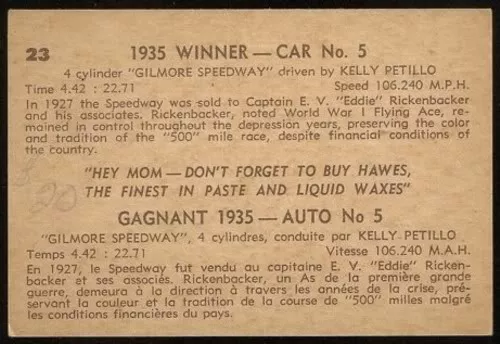 23
1935 WINNER — CAR No. 5
4 cylinder "GILMORE SPEEDWAY" driven by KELLY PETILLO
Time 4.42 : 22.71 Speed 106.240 M.P.H.
In 1927 the Speedway was sold to Captain E. V. "Eddie" Rickenbacker
and his associates. Rickenbacker, noted World War I Flying Ace, re-
mained in control throughout the depression years, preserving the color
and tradition of the "500" mile race, despite financial conditions of
the country.
"HEY MOM — DON'T FORGET TO BUY HAWES,
THE FINEST IN PASTE AND LIQUID WAXES"
20
GAGNANT 1935 — AUTO No 5
"GILMORE SPEEDWAY", 4 cylindres, conduite par KELLY PETILLO
Temps 4.42 : 22.71 Vitesse 106.240 M.A.H.
En 1927, le Speedway fut vendu au capitaine E. V. "Eddie" Ricken-
backer et ses associés. Rickenbacker, un As de la première grande
guerre, demeura à la direction à travers les années de la crise, pré-
servant la couleur et la tradition de la course de "500" milles malgré
les conditions financières du pays.